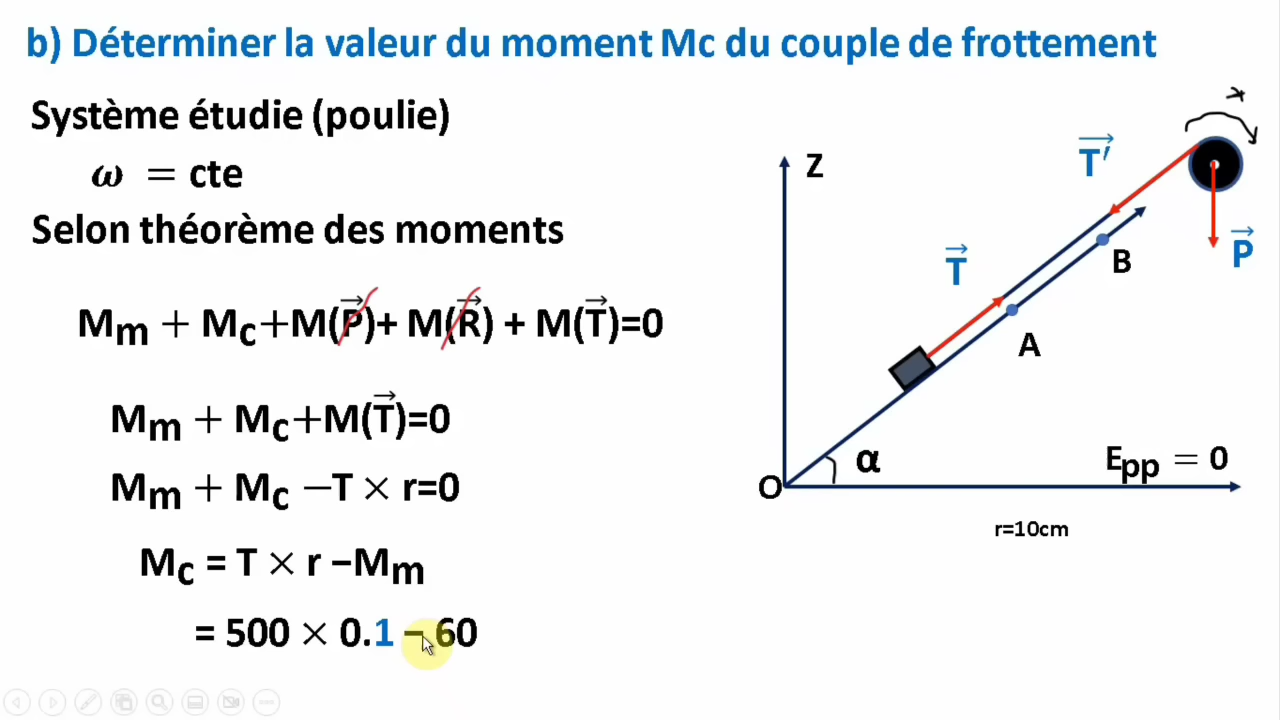 b) Déterminer la valeur du moment Mc du couple de frottement
Système étudie (poulie)
ω = cte
Selon théorème des moments
Mm + Mc+M(P⃗)+ M(R⃗) + M(T⃗)=0
Mm + Mc+M(T⃗)=0
Mm + Mc −T × r=0
Mc = T × r −Mm
= 500 × 0.1 − 60
+
Z
T⃗'
P⃗
T⃗
B
A
α
Epp = 0
O
r=10cm